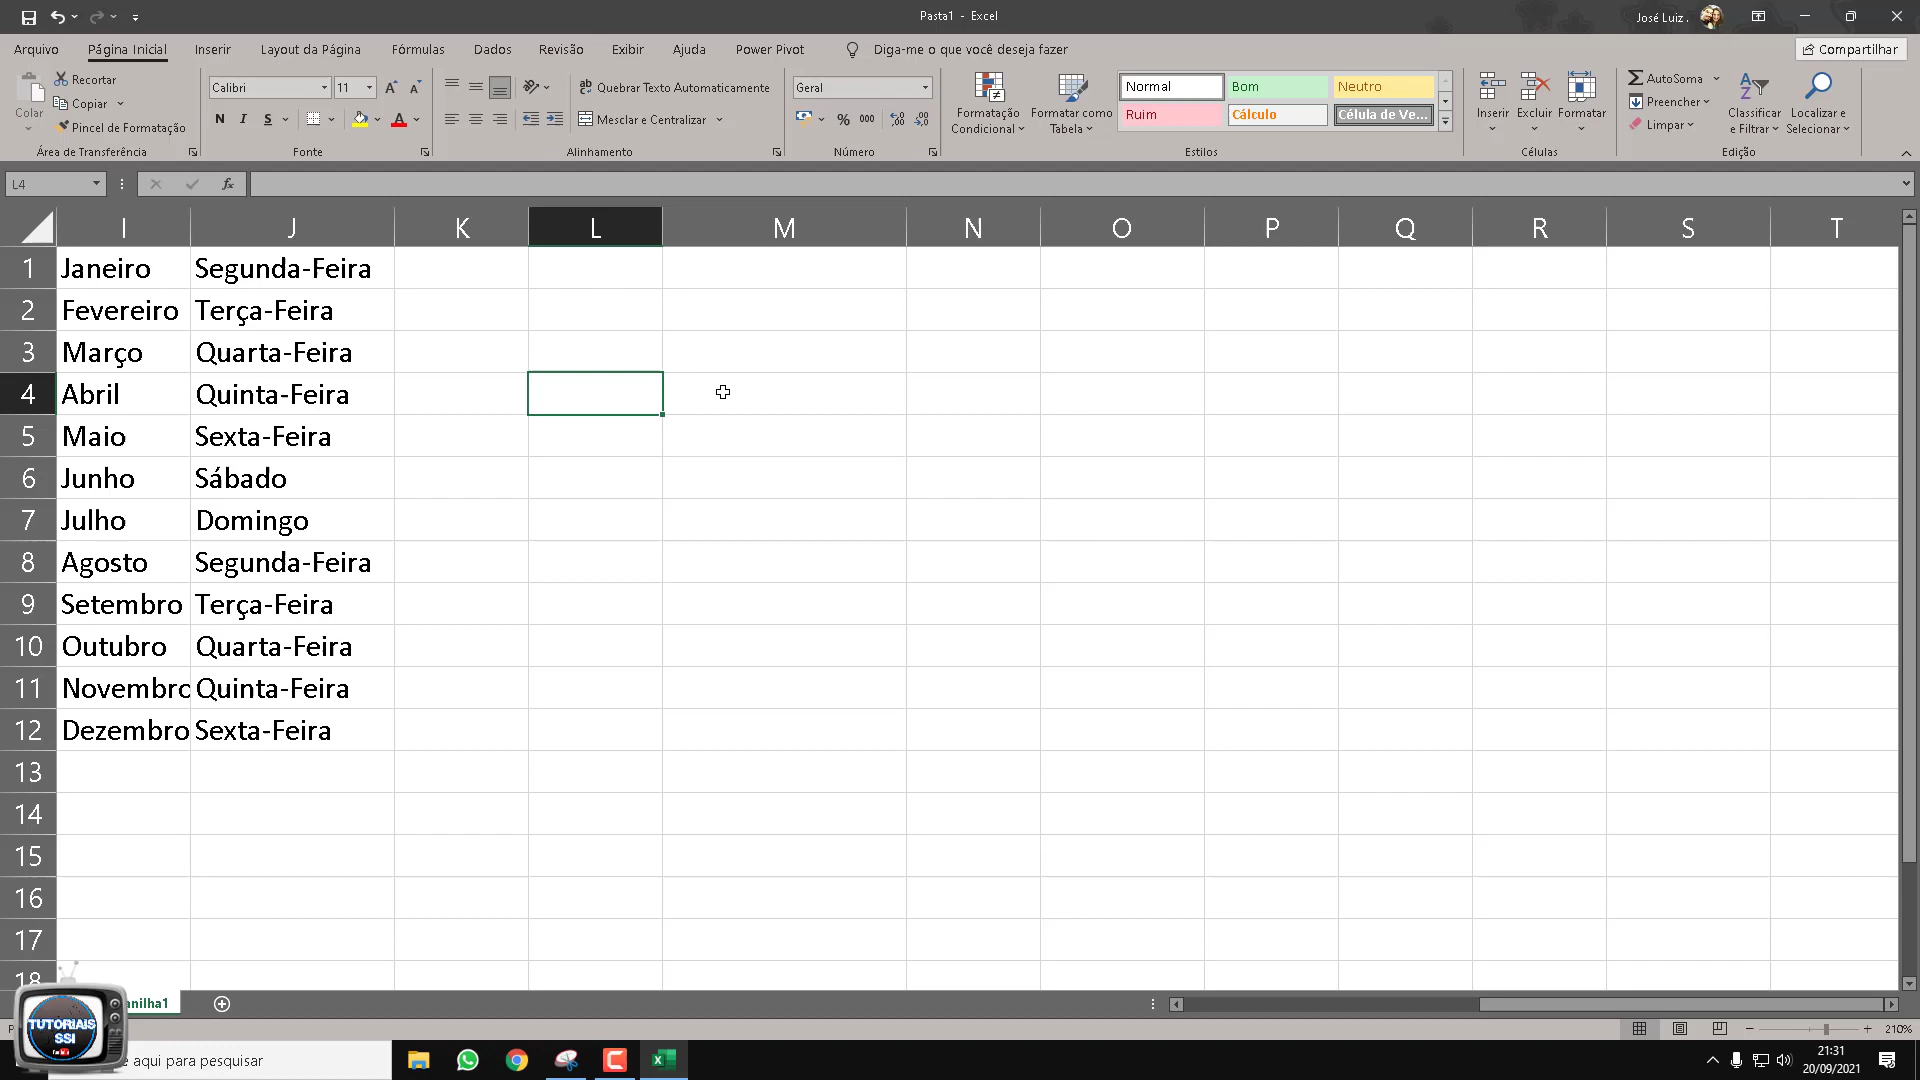 Pasta1 - Excel
José Luiz .
Arquivo Página Inicial Inserir Layout da Página Fórmulas Dados Revisão Exibir Ajuda Power Pivot Diga-me o que você deseja fazer Compartilhar
Colar
Recortar
Copiar
Pincel de Formatação
Área de Transferência
Calibri 11
N I S
Fonte
Quebrar Texto Automaticamente
Mesclar e Centralizar
Alinhamento
Geral
% 000
Número
Formatação Condicional
Formatar como Tabela
Normal Bom Neutro
Ruim Cálculo Célula de Ve...
Estilos
Inserir Excluir Formatar
Células
AutoSoma
Preencher
Limpar
Classificar e Filtrar
Localizar e Selecionar
Edição
L4 fx
I J K L M N O P Q R S T
1 Janeiro Segunda-Feira
2 Fevereiro Terça-Feira
3 Março Quarta-Feira
4 Abril Quinta-Feira
5 Maio Sexta-Feira
6 Junho Sábado
7 Julho Domingo
8 Agosto Segunda-Feira
9 Setembro Terça-Feira
10 Outubro Quarta-Feira
11 Novembro Quinta-Feira
12 Dezembro Sexta-Feira
13
14
15
16
17
18
anilha1
TUTORIAIS
SSI
210%
aqui para pesquisar
21:31
20/09/2021